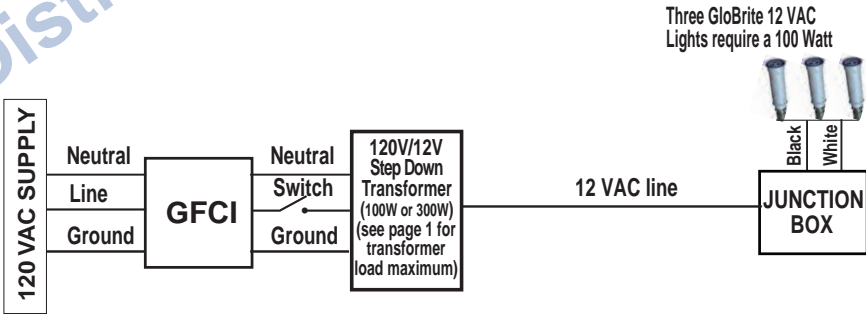 Three GloBrite 12 VAC
Lights require a 100 Watt
120 VAC SUPPLY
Neutral
Line
Ground
GFCI
Neutral
Switch
Ground
120V/12V
Step Down
Transformer
(100W or 300W)
(see page 1 for
transformer
load maximum)
12 VAC line
Black
White
JUNCTION
BOX